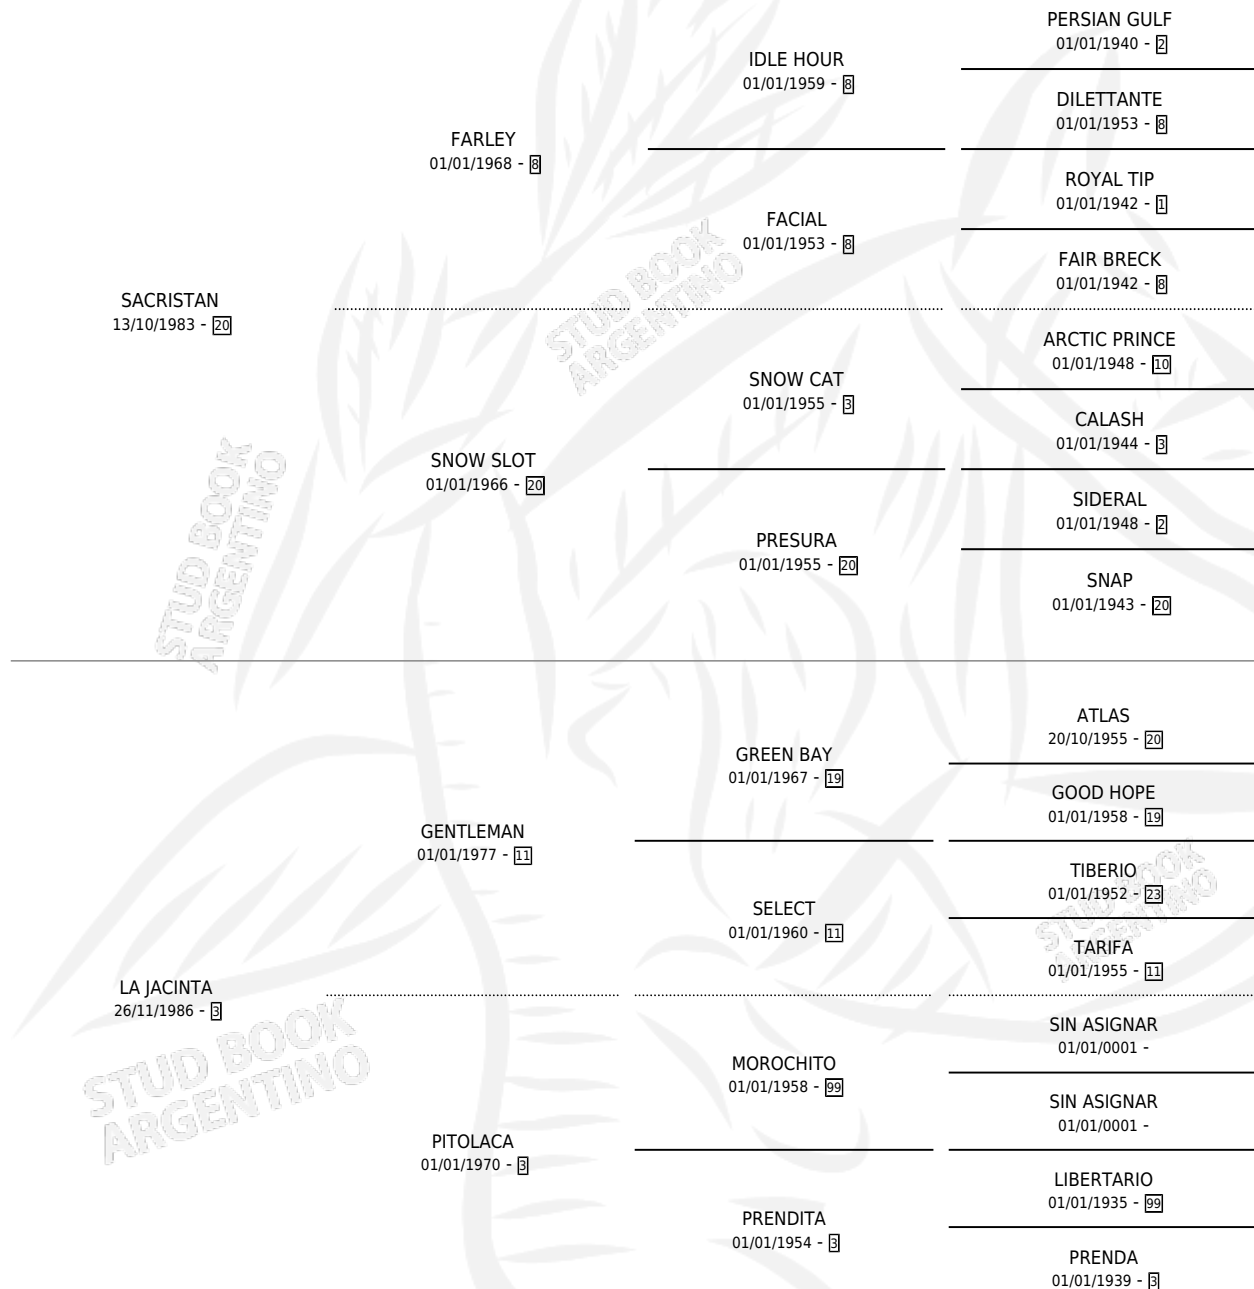 PERSIAN GULF
01/01/1940 - 2
IDLE HOUR
01/01/1959 - 8
DILETTANTE
01/01/1953 - 8
FARLEY
01/01/1968 - 8
ROYAL TIP
01/01/1942 - 1
FACIAL
01/01/1953 - 8
FAIR BRECK
01/01/1942 - 8
SACRISTAN
13/10/1983 - 20
ARCTIC PRINCE
01/01/1948 - 10
SNOW CAT
01/01/1955 - 3
CALASH
01/01/1944 - 3
SNOW SLOT
01/01/1966 - 20
SIDERAL
01/01/1948 - 2
PRESURA
01/01/1955 - 20
SNAP
01/01/1943 - 20
ATLAS
20/10/1955 - 20
GREEN BAY
01/01/1967 - 19
GOOD HOPE
01/01/1958 - 19
GENTLEMAN
01/01/1977 - 11
TIBERIO
01/01/1952 - 23
SELECT
01/01/1960 - 11
TARIFA
01/01/1955 - 11
LA JACINTA
26/11/1986 - 3
SIN ASIGNAR
01/01/0001 -
MOROCHITO
01/01/1958 - 99
SIN ASIGNAR
01/01/0001 -
PITOLACA
01/01/1970 - 3
LIBERTARIO
01/01/1935 - 99
PRENDITA
01/01/1954 - 3
PRENDA
01/01/1939 - 3
STUD BOOK
ARGENTINO
STUD BOOK
ARGENTINO
STUD BOOK
ARGENTINO
STUD BOOK
ARGENTINO